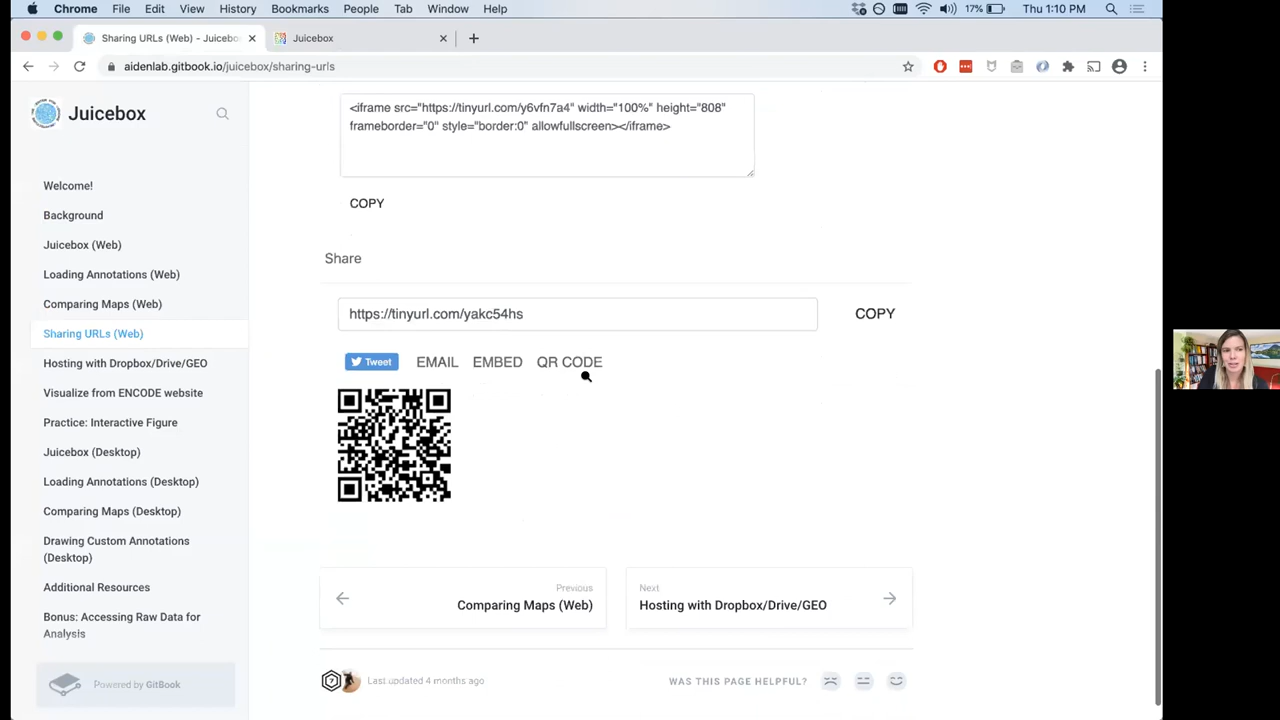 Chrome File Edit View History Bookmarks People Tab Window Help 17% Thu 1:10 PM
Sharing URLs (Web) - Juicebo Juicebox
aidenlab.gitbook.io/juicebox/sharing-urls
Juicebox
Welcome!
Background
Juicebox (Web)
Loading Annotations (Web)
Comparing Maps (Web)
Sharing URLs (Web)
Hosting with Dropbox/Drive/GEO
Visualize from ENCODE website
Practice: Interactive Figure
Juicebox (Desktop)
Loading Annotations (Desktop)
Comparing Maps (Desktop)
Drawing Custom Annotations
(Desktop)
Additional Resources
Bonus: Accessing Raw Data for
Analysis
Powered by GitBook
<iframe src="https://tinyurl.com/y6vfn7a4" width="100%" height="808"
frameborder="0" style="border:0" allowfullscreen></iframe>
COPY
Share
https://tinyurl.com/yakc54hs COPY
Tweet EMAIL EMBED QR CODE
Previous
Comparing Maps (Web)
Next
Hosting with Dropbox/Drive/GEO
Last updated 4 months ago WAS THIS PAGE HELPFUL?